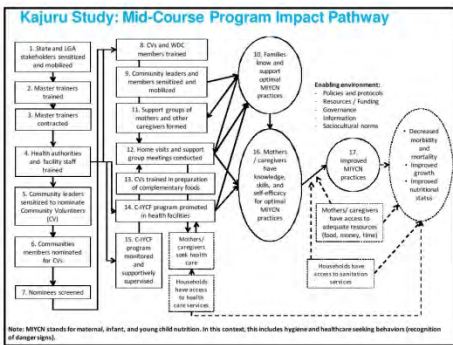 Kajuru Study: Mid-Course Program Impact Pathway
1. State and LGA
stakeholders sensitized
and mobilized
2. Master trainers
trained
3. Master trainers
contracted
4. Health authorities
and facility staff
trained
5. Community leaders
sensitized to nominate
Community Volunteers
(CV)
6. Communities
members nominated
for CVs
7. Nominees screened
8. CVs and WDC
members trained
9. Community leaders
and members sensitized
and mobilized
11. Support groups of
mothers and other
caregivers formed
12. Home visits and support
group meetings conducted
13. CVs trained in preparation
of complementary foods
14. C-IYCF program promoted
in health facilities
15. C-IYCF
program
monitored
and
supportively
supervised
Mothers/
caregivers
seek health
care
Households
have access
to health
care services
10. Families
know and
support
optimal
MIYCN
practices
16. Mothers
/ caregivers
have
knowledge,
skills, and
self-efficacy
for optimal
MIYCN
practices
Enabling environment:
- Policies and protocols
- Resources / Funding
- Governance
- Information
- Sociocultural norms
17.
Improved
MIYCN
practices
Mothers/ caregivers
have access to
adequate resources
(food, money, time)
Households have
access to sanitation
services
• Decreased
morbidity
and
mortality
• Improved
growth
• Improved
nutritional
status
Note: MIYCN stands for maternal, infant, and young child nutrition. In this context, this includes hygiene and healthcare seeking behaviors (recognition
of danger signs).